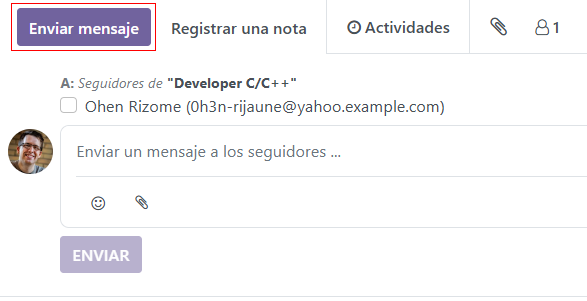 Enviar mensaje Registrar una nota Actividades 1
A: Seguidores de "Developer C/C++"
Ohen Rizome (0h3n-rijaune@yahoo.example.com)
Enviar un mensaje a los seguidores ...
ENVIAR